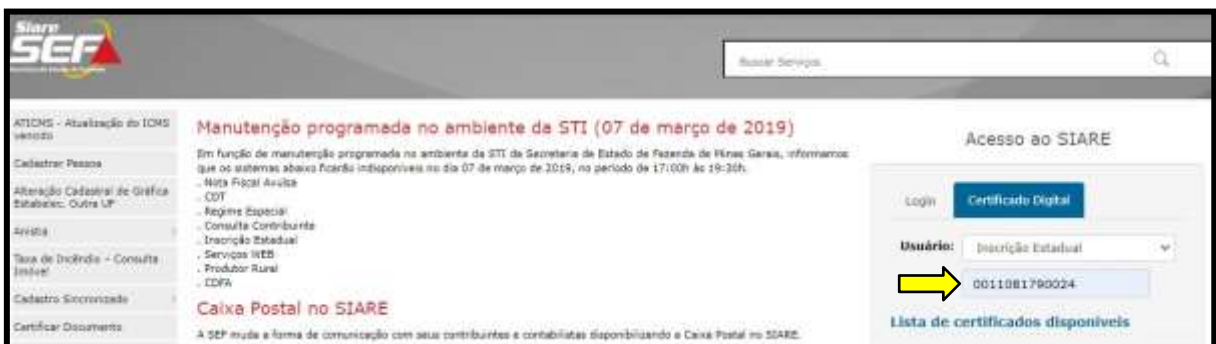 Siare
SEF
Buscar Serviços
ATICMS - Atualização do ICMS
vencido
Cadastrar Pessoa
Alteração Cadastral de Gráfica
Estabelec. Outra UF
Anistia
Taxa de Incêndio - Consulta
Imóvel
Cadastro Sincronizado
Certificar Documento
Manutenção programada no ambiente da STI (07 de março de 2019)
Em função de manutenção programada no ambiente da STI da Secretaria de Estado de Fazenda de Minas Gerais, informamos
que os sistemas abaixo ficarão indisponíveis no dia 07 de março de 2019, no período de 17:00h às 19:30h.
. Nota Fiscal Avulsa
. CDT
. Regime Especial
. Consulta Contribuinte
. Inscrição Estadual
. Serviços WEB
. Produtor Rural
. CDFA
Caixa Postal no SIARE
A SEF muda a forma de comunicação com seus contribuintes e contabilistas disponibilizando a Caixa Postal no SIARE.
Acesso ao SIARE
Login
Certificado Digital
Usuário:
Inscrição Estadual
0011081790024
Lista de certificados disponíveis